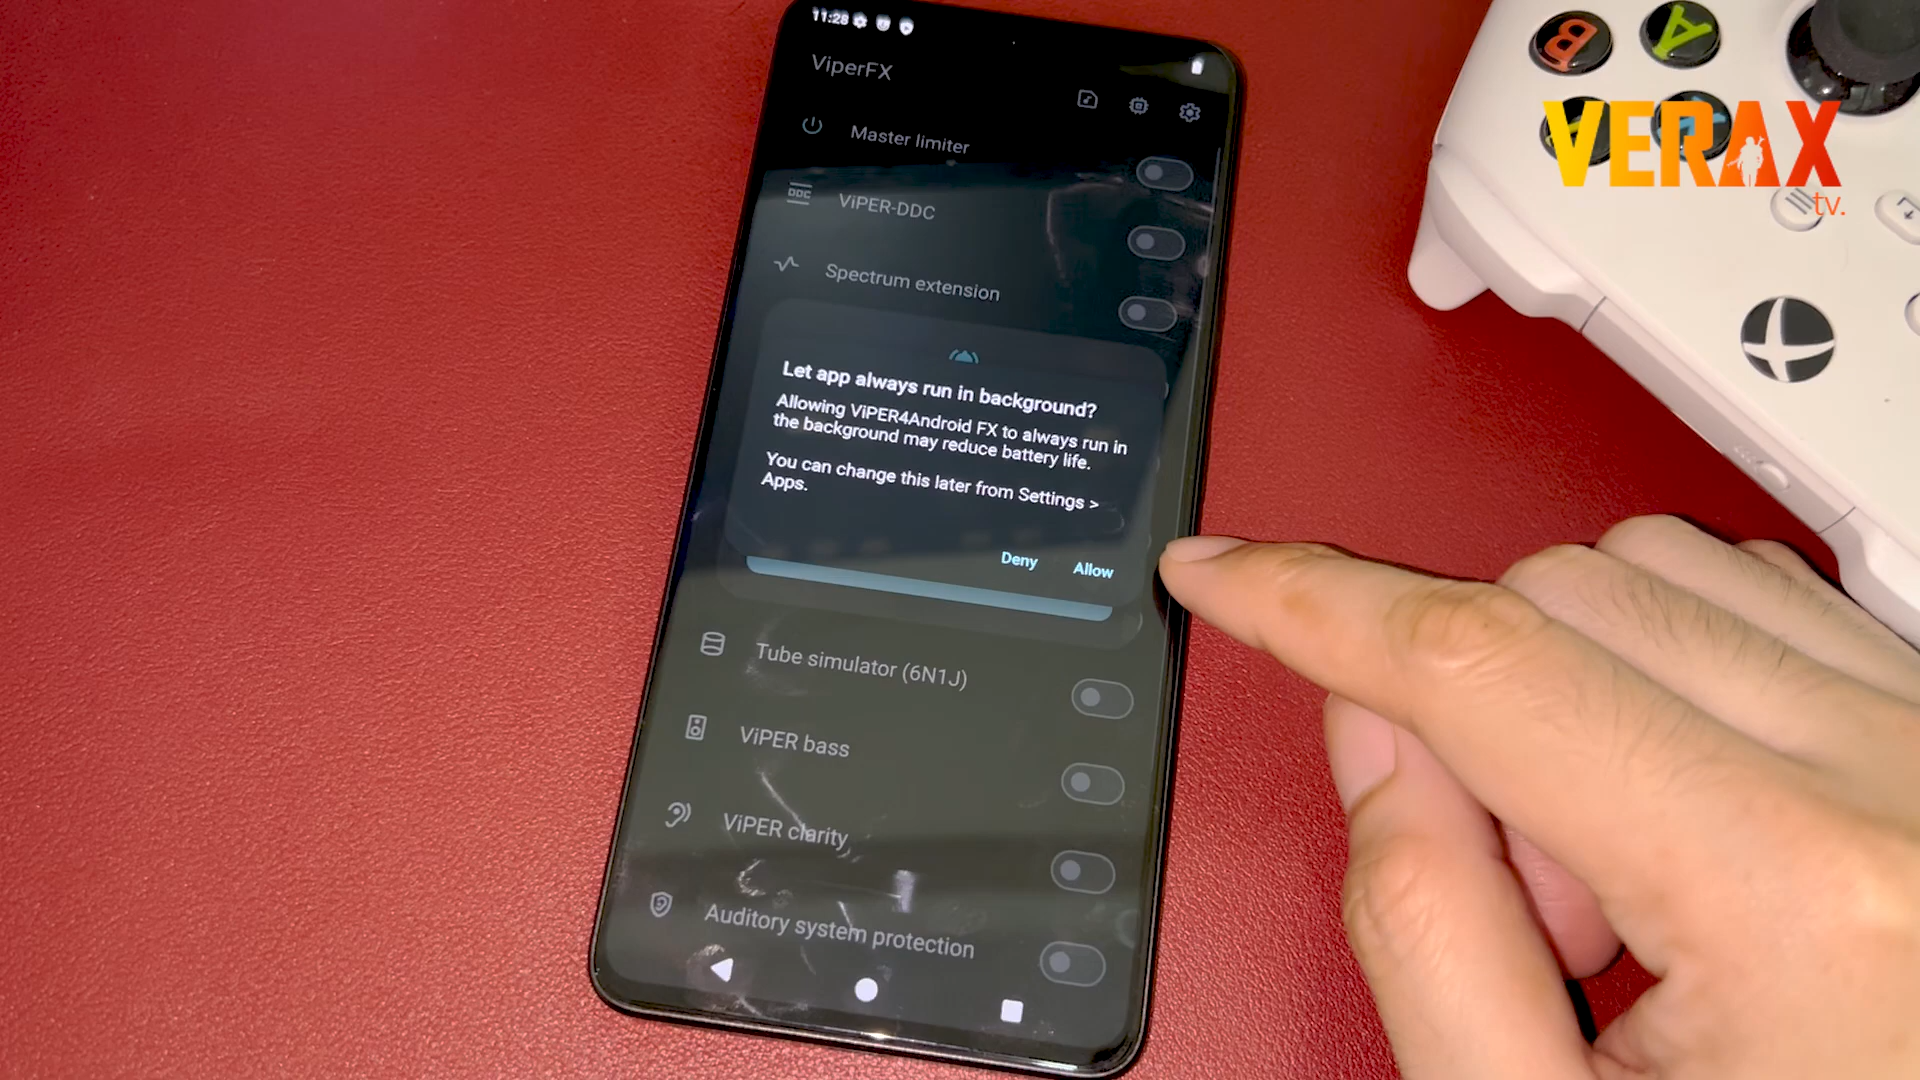 11:28
ViperFX
Master limiter
DDC
ViPER-DDC
Spectrum extension
Let app always run in background?
Allowing ViPER4Android FX to always run in
the background may reduce battery life.
You can change this later from Settings >
Apps.
Deny
Allow
Tube simulator (6N1J)
ViPER bass
ViPER clarity
Auditory system protection
B
A
VERAX
tv.